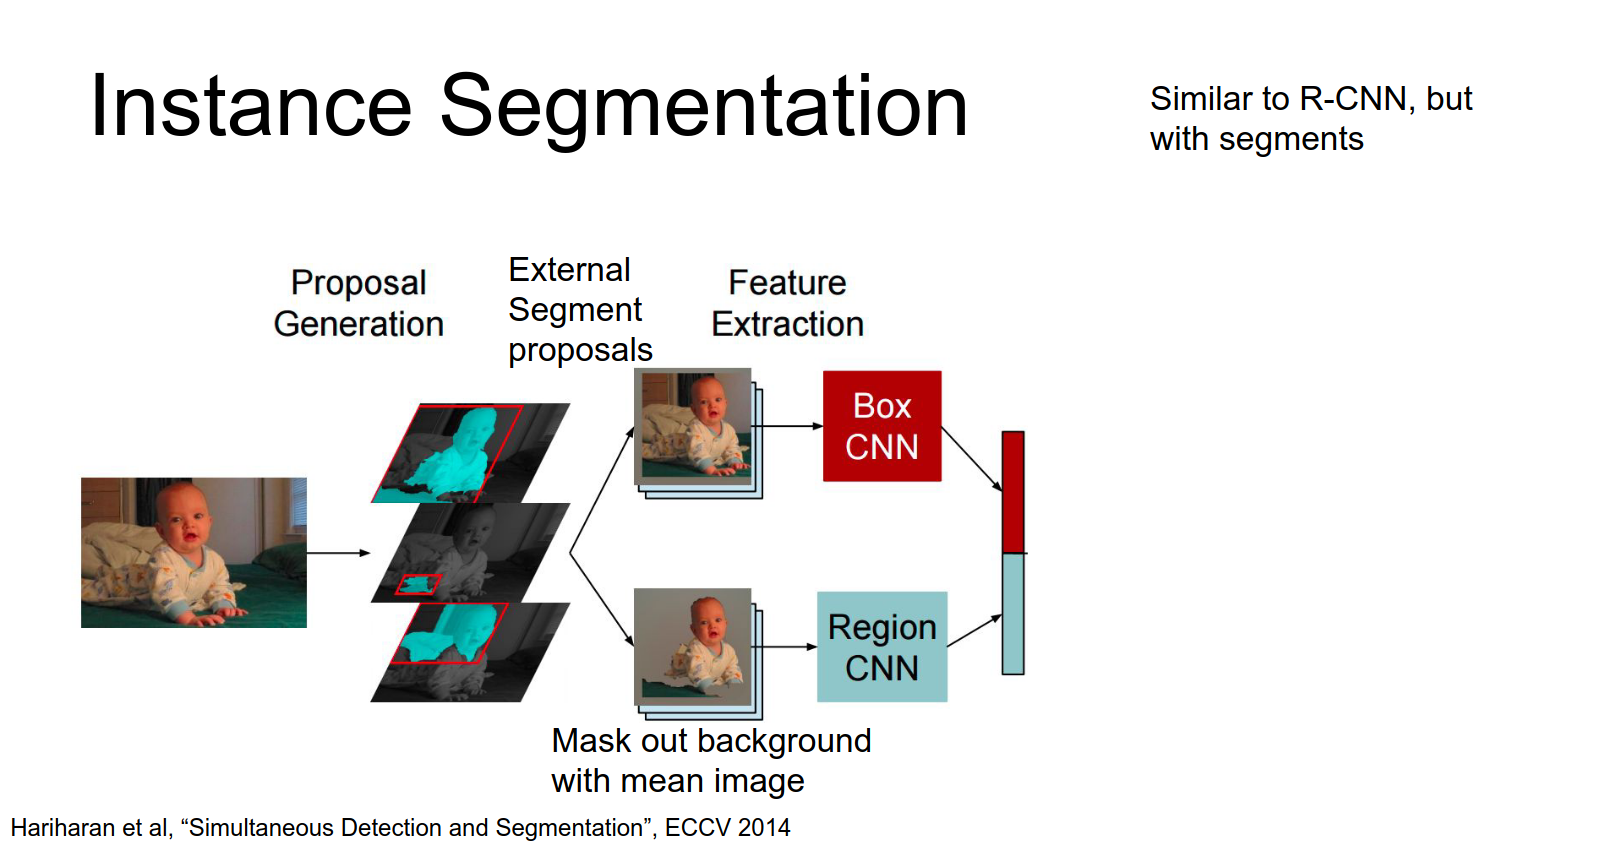 Instance Segmentation
Similar to R-CNN, but
with segments
Proposal
Generation
External
Segment
proposals
Feature
Extraction
Box
CNN
Region
CNN
Mask out background
with mean image
Hariharan et al, “Simultaneous Detection and Segmentation”, ECCV 2014